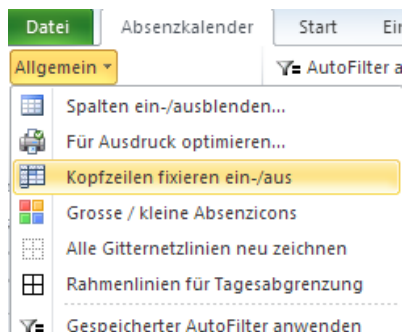 Datei Absenzkalender Start Ein
Allgemein AutoFilter a
Spalten ein-/ausblenden...
Für Ausdruck optimieren...
Kopfzeilen fixieren ein-/aus
Grosse / kleine Absenzicons
Alle Gitternetzlinien neu zeichnen
Rahmenlinien für Tagesabgrenzung
Gespeicherter AutoFilter anwenden